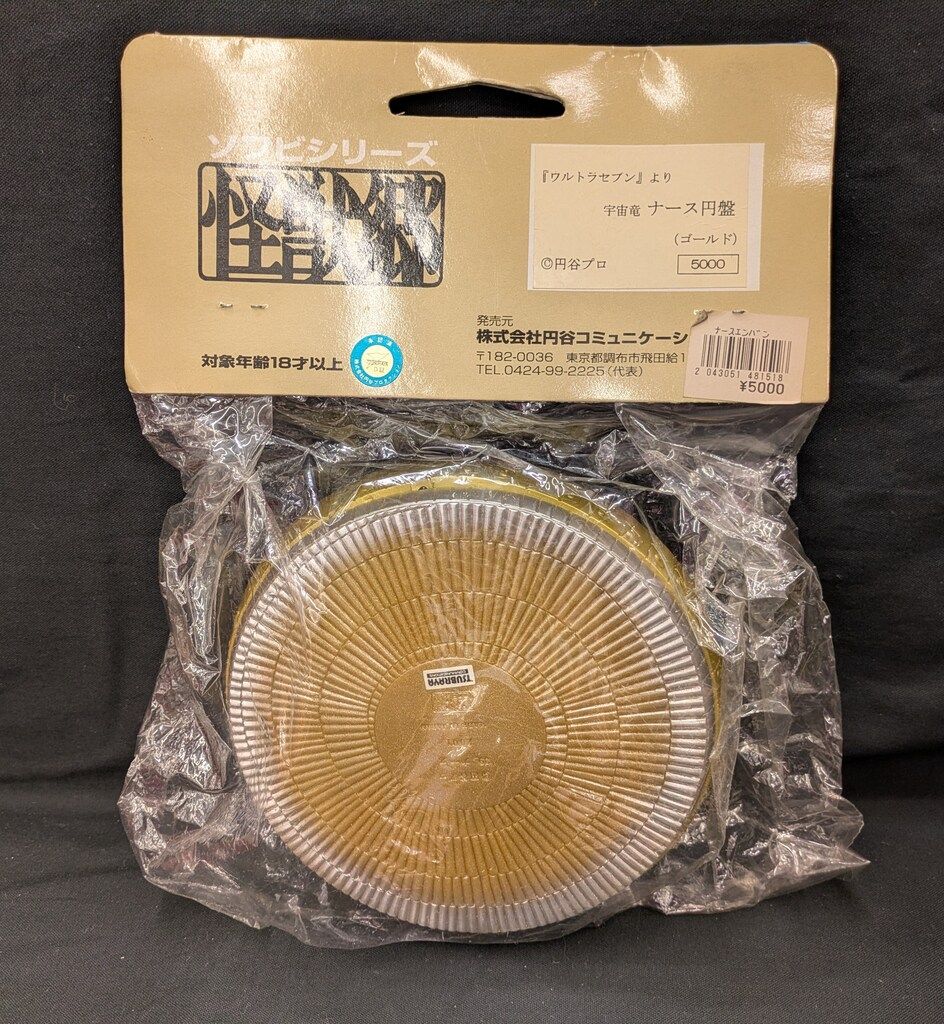 ソフビシリーズ
怪獣郷
『ウルトラセブン』より
宇宙竜 ナース円盤
(ゴールド)
©円谷プロ 5000
対象年齢18才以上
発売元
株式会社円谷コミュニケーシ
〒182-0036 東京都調布市飛田給1
TEL.0424-99-2225(代表)
ナースエンバン
2 043051 481518
¥5000
TSUBURAYA